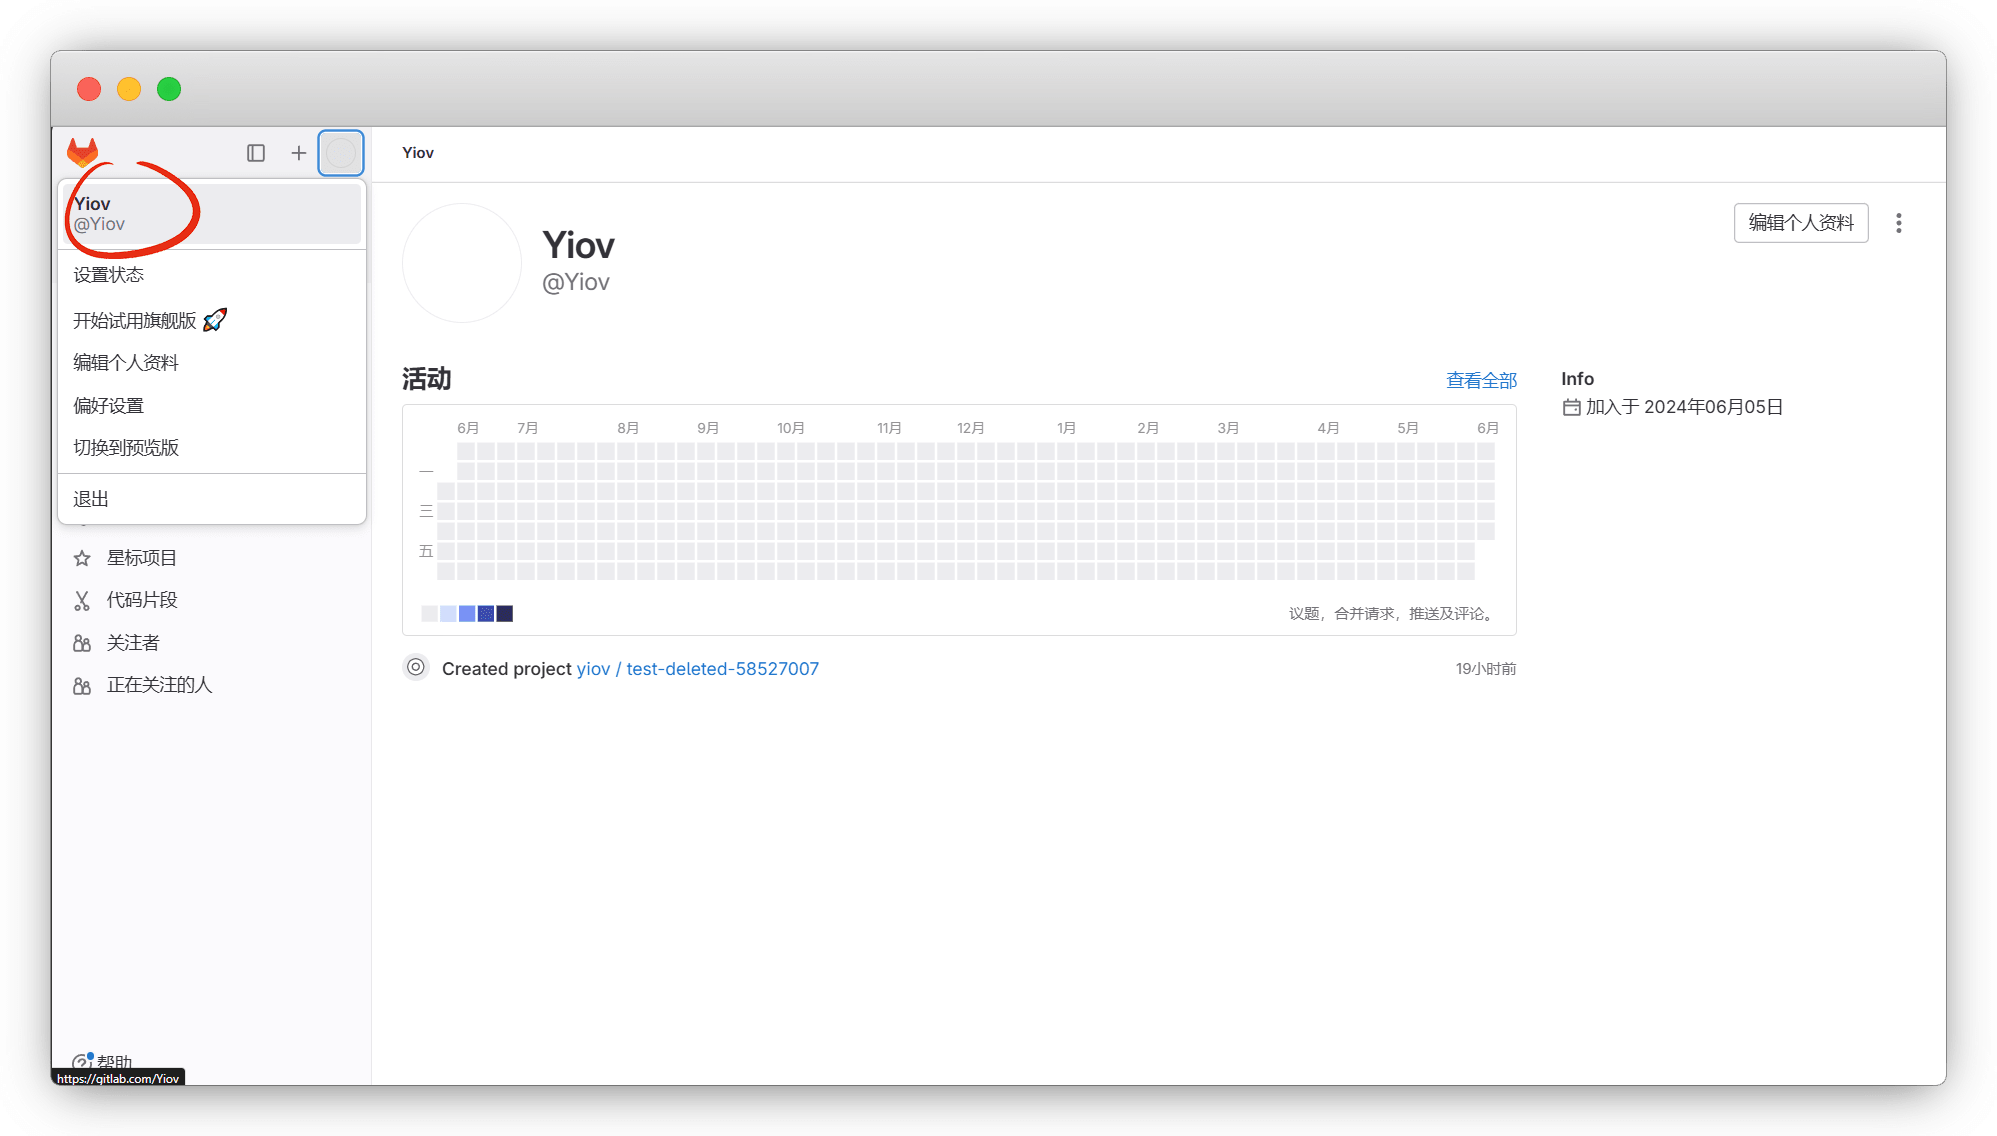 Yiov
Yiov
@Yiov
设置状态
开始试用旗舰版
编辑个人资料
偏好设置
切换到预览版
退出
星标项目
代码片段
关注者
正在关注的人
帮助
https://gitlab.com/Yiov
Yiov
@Yiov
编辑个人资料
活动
查看全部
6月 7月 8月 9月 10月 11月 12月 1月 2月 3月 4月 5月 6月
一
三
五
议题，合并请求，推送及评论。
Created project yiov / test-deleted-58527007
19小时前
Info
加入于 2024年06月05日